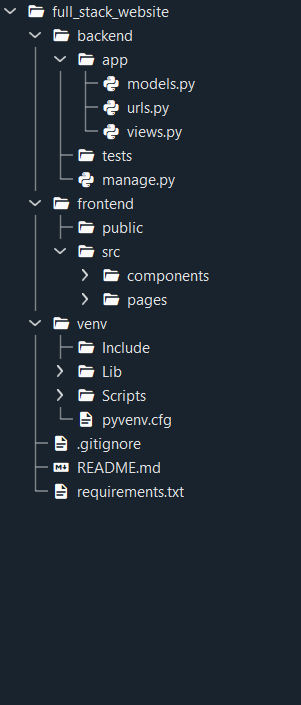 full_stack_website
backend
app
models.py
urls.py
views.py
tests
manage.py
frontend
public
src
components
pages
venv
Include
Lib
Scripts
pyvenv.cfg
.gitignore
README.md
requirements.txt